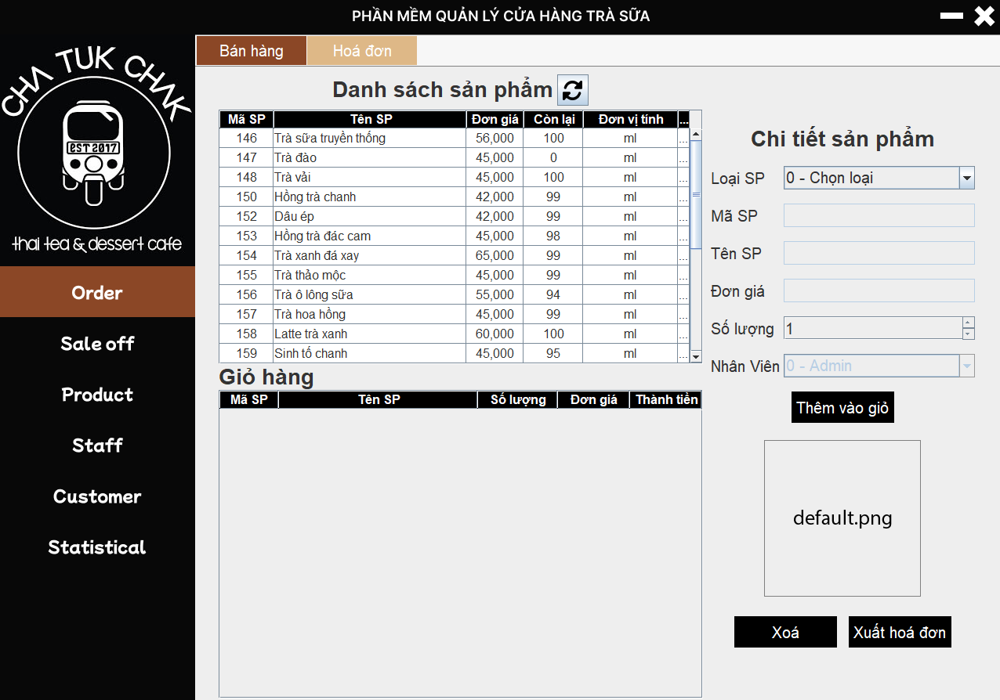 PHẦN MỀM QUẢN LÝ CỬA HÀNG TRÀ SỮA
CHA TUK CHAK
EST 2017
thai tea & dessert cafe
Order
Sale off
Product
Staff
Customer
Statistical
Bán hàng Hoá đơn
Danh sách sản phẩm
Mã SP Tên SP Đơn giá Còn lại Đơn vị tính ...
146 Trà sữa truyền thống 56,000 100 ml ...
147 Trà đào 45,000 0 ml ...
148 Trà vải 45,000 100 ml ...
150 Hồng trà chanh 42,000 99 ml ...
152 Dâu ép 42,000 99 ml ...
153 Hồng trà đác cam 45,000 98 ml ...
154 Trà xanh đá xay 65,000 99 ml ...
155 Trà thảo mộc 45,000 99 ml ...
156 Trà ô lông sữa 55,000 94 ml ...
157 Trà hoa hồng 45,000 99 ml ...
158 Latte trà xanh 60,000 100 ml ...
159 Sinh tố chanh 45,000 95 ml ...
Giỏ hàng
Mã SP Tên SP Số lượng Đơn giá Thành tiền
Chi tiết sản phẩm
Loại SP 0 - Chọn loại
Mã SP
Tên SP
Đơn giá
Số lượng 1
Nhân Viên 0 - Admin
Thêm vào giỏ
default.png
Xoá Xuất hoá đơn